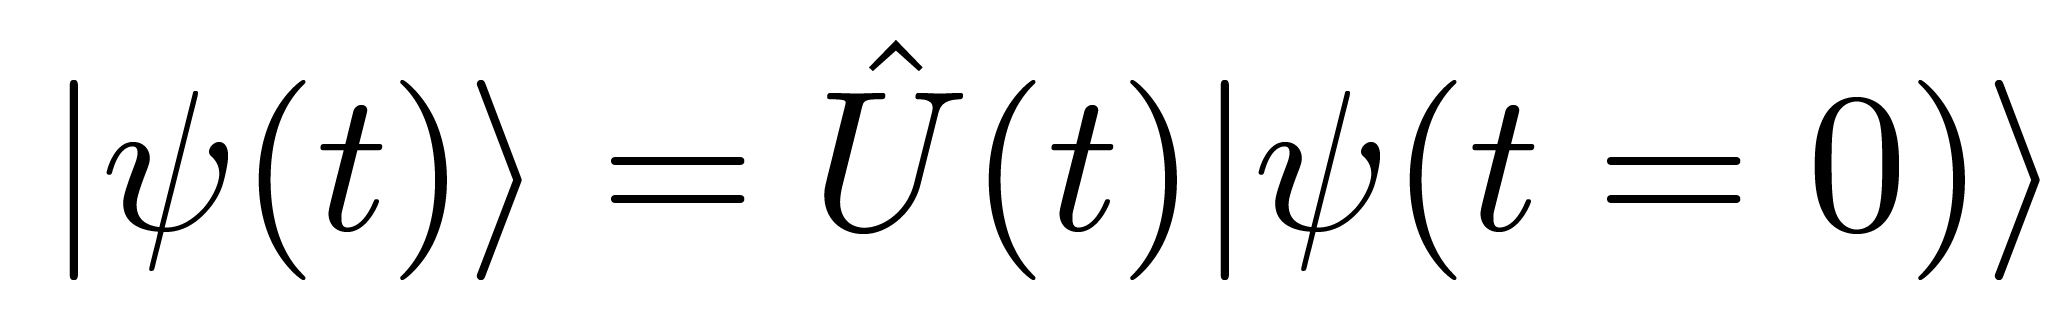 |ψ(t)⟩ = Û(t)|ψ(t = 0)⟩